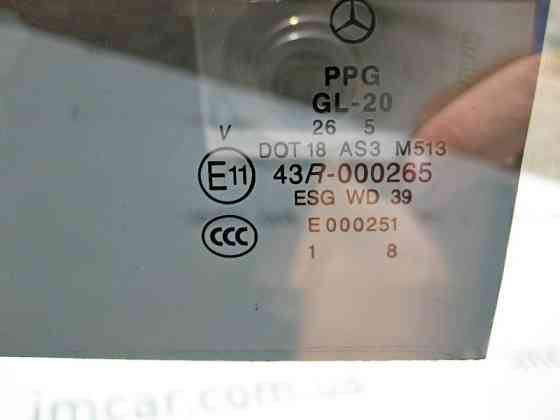 PPG
GL-20
26 5
V
DOT 18 AS3 M513
E11
43R-000265
ESG WD 39
CCC
E 000251
1 8
imcar.com.ua